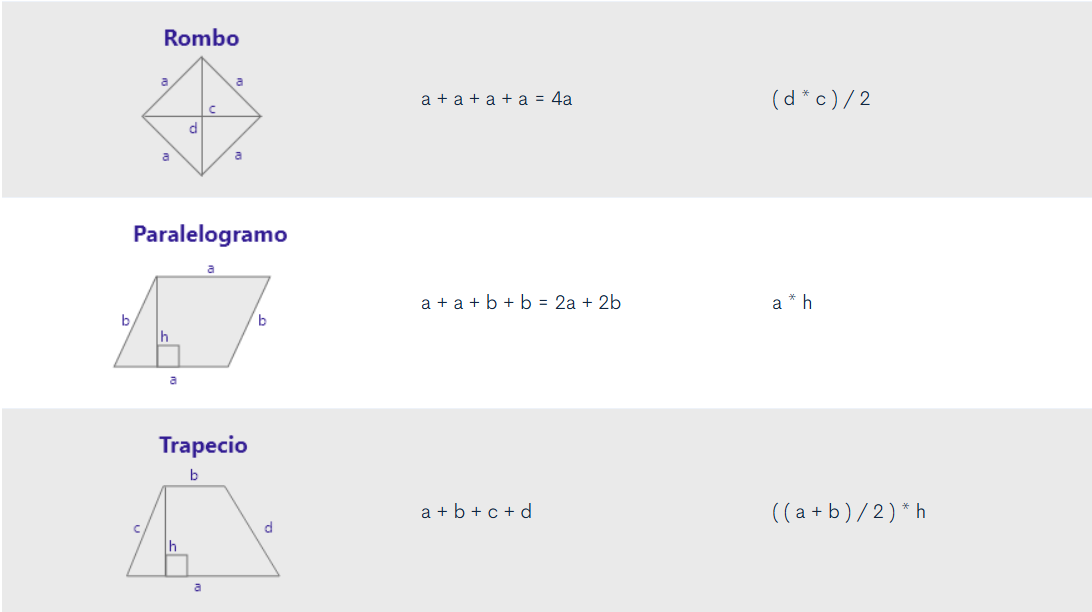 Rombo
a a
c
d
a a
a + a + a + a = 4a
( d * c ) / 2
Paralelogramo
a
b b
h
a
a + a + b + b = 2a + 2b
a * h
Trapecio
b
c d
h
a
a + b + c + d
( ( a + b ) / 2 ) * h